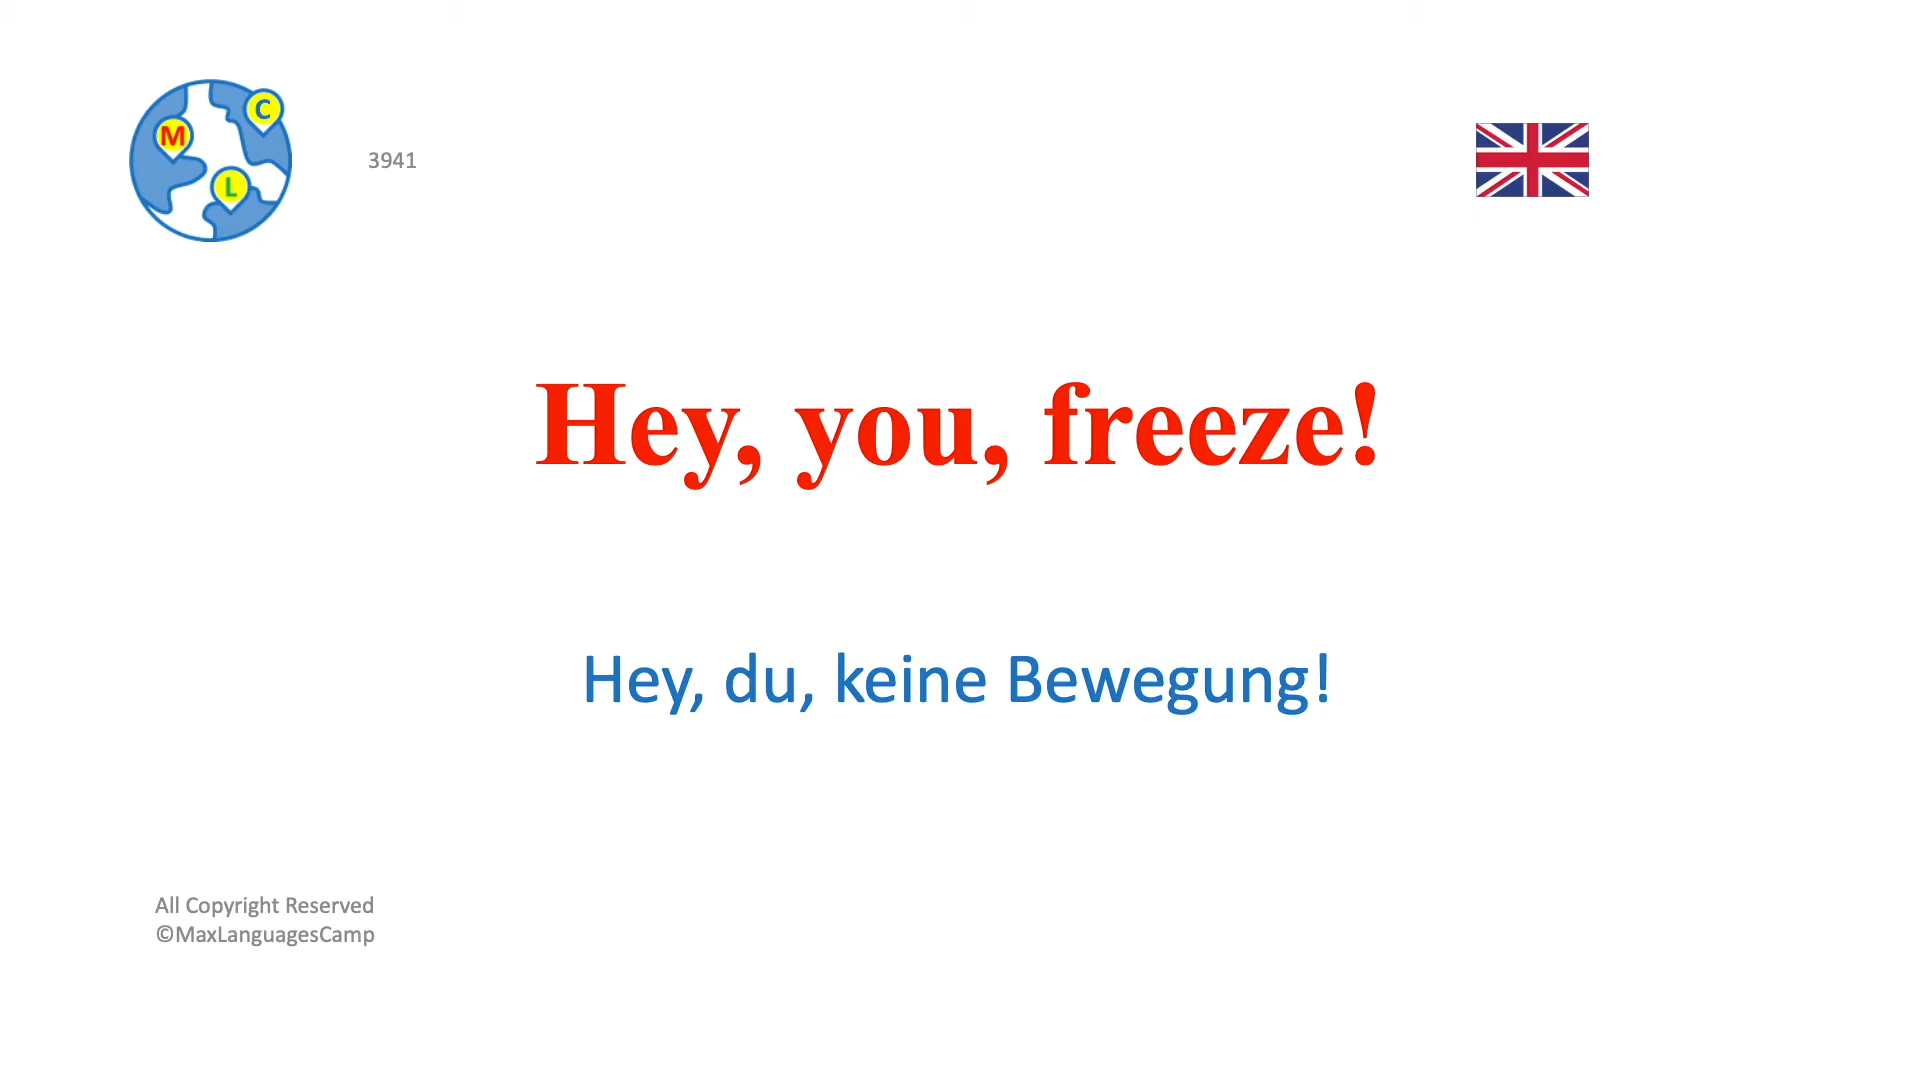 C
M
L
3941
Hey, you, freeze!
Hey, du, keine Bewegung!
All Copyright Reserved
©MaxLanguagesCamp